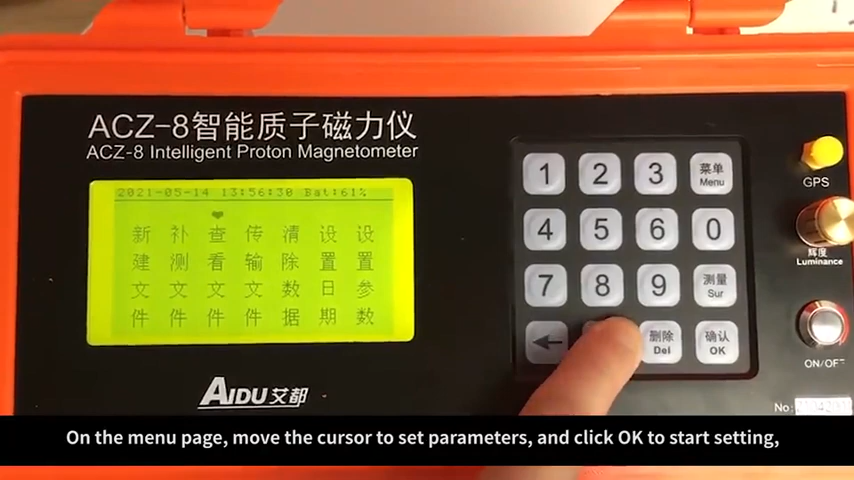 ACZ-8智能质子磁力仪
ACZ-8 Intelligent Proton Magnetometer
2021-05-14 13:56:30 Bat:61%
新建文件
补测文件
查看文件
传输文件
清除数据
设置日期
设置参数
1 2 3 菜单 Menu
4 5 6 0
7 8 9 测量 Sur
删除 Del 确认 OK
GPS
辉度
Luminance
ON/OFF
AIDU艾都
No:
On the menu page, move the cursor to set parameters, and click OK to start setting,